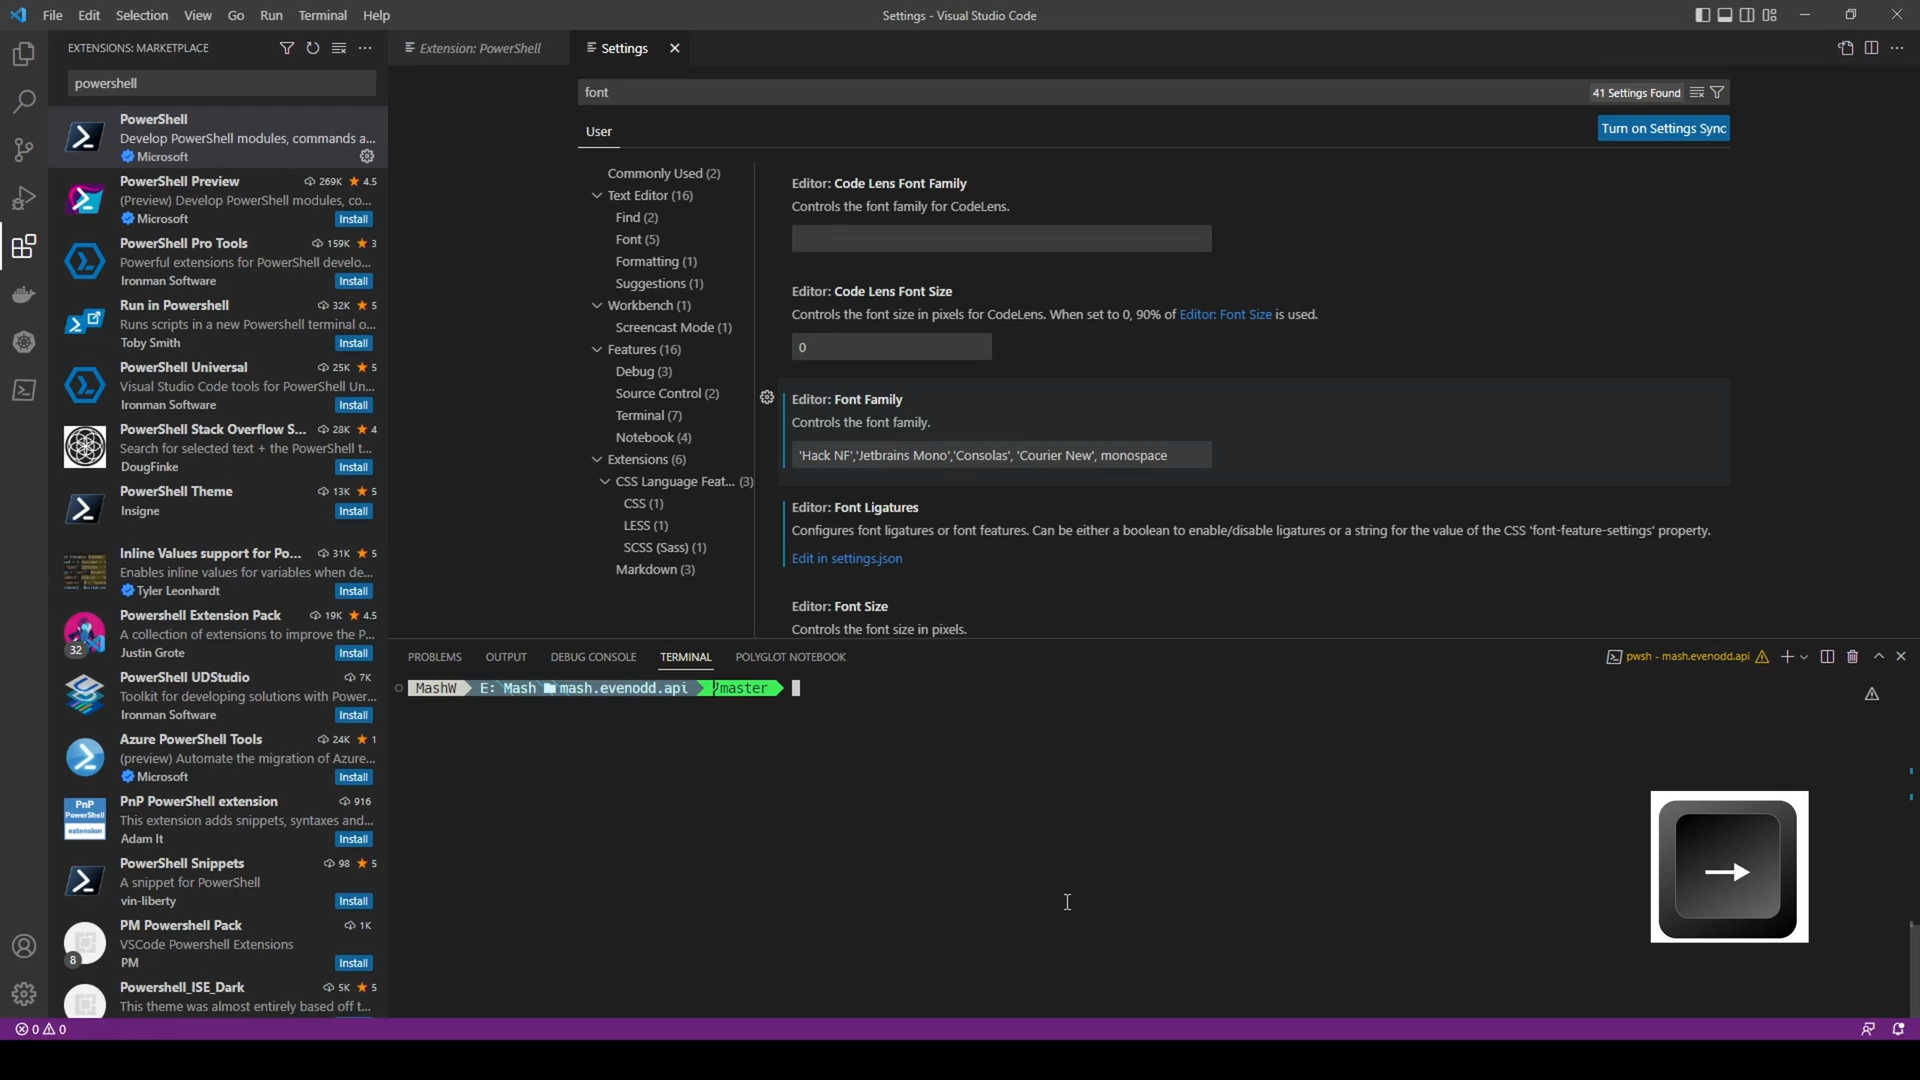 File Edit Selection View Go Run Terminal Help
Settings - Visual Studio Code
EXTENSIONS: MARKETPLACE
powershell
PowerShell
Develop PowerShell modules, commands a...
Microsoft
PowerShell Preview 269K 4.5
(Preview) Develop PowerShell modules, co...
Microsoft Install
PowerShell Pro Tools 159K 3
Powerful extensions for PowerShell develo...
Ironman Software Install
Run in Powershell 32K 5
Runs scripts in a new Powershell terminal o...
Toby Smith Install
PowerShell Universal 25K 5
Visual Studio Code tools for PowerShell Un...
Ironman Software Install
PowerShell Stack Overflow S... 28K 4
Search for selected text + the PowerShell t...
DougFinke Install
PowerShell Theme 13K 5
Insigne Install
Inline Values support for Po... 31K 5
Enables inline values for variables when de...
Tyler Leonhardt Install
Powershell Extension Pack 19K 4.5
A collection of extensions to improve the P...
32
Justin Grote Install
PowerShell UDStudio 7K
Toolkit for developing solutions with Power...
Ironman Software Install
Azure PowerShell Tools 24K 1
(preview) Automate the migration of Azure...
Microsoft Install
PnP
PowerShell
extension
PnP PowerShell extension 916
This extension adds snippets, syntaxes and...
Adam It Install
PowerShell Snippets 98 5
A snippet for PowerShell
vin-liberty Install
PM Powershell Pack 1K
VSCode Powershell Extensions
8
PM Install
Powershell_ISE_Dark 5K 5
This theme was almost entirely based off t...
Extension: PowerShell
Settings
font
41 Settings Found
User
Turn on Settings Sync
Commonly Used (2)
Text Editor (16)
Find (2)
Font (5)
Formatting (1)
Suggestions (1)
Workbench (1)
Screencast Mode (1)
Features (16)
Debug (3)
Source Control (2)
Terminal (7)
Notebook (4)
Extensions (6)
CSS Language Feat... (3)
CSS (1)
LESS (1)
SCSS (Sass) (1)
Markdown (3)
Editor: Code Lens Font Family
Controls the font family for CodeLens.
Editor: Code Lens Font Size
Controls the font size in pixels for CodeLens. When set to 0, 90% of Editor: Font Size is used.
0
Editor: Font Family
Controls the font family.
'Hack NF','Jetbrains Mono','Consolas', 'Courier New', monospace
Editor: Font Ligatures
Configures font ligatures or font features. Can be either a boolean to enable/disable ligatures or a string for the value of the CSS 'font-feature-settings' property.
Edit in settings.json
Editor: Font Size
Controls the font size in pixels.
PROBLEMS OUTPUT DEBUG CONSOLE TERMINAL POLYGLOT NOTEBOOK
pwsh - mash.evenodd.api
MashW E: Mash mash.evenodd.api master
0 0